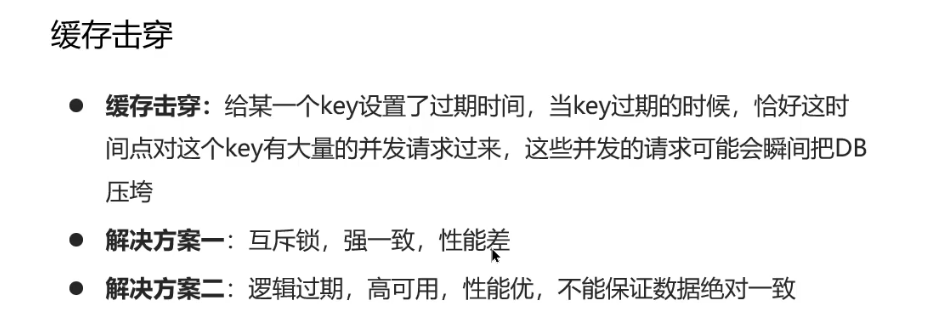 缓存击穿
● 缓存击穿：给某一个key设置了过期时间，当key过期的时候，恰好这时
间点对这个key有大量的并发请求过来，这些并发的请求可能会瞬间把DB
压垮
● 解决方案一：互斥锁，强一致，性能差
● 解决方案二：逻辑过期，高可用，性能优，不能保证数据绝对一致